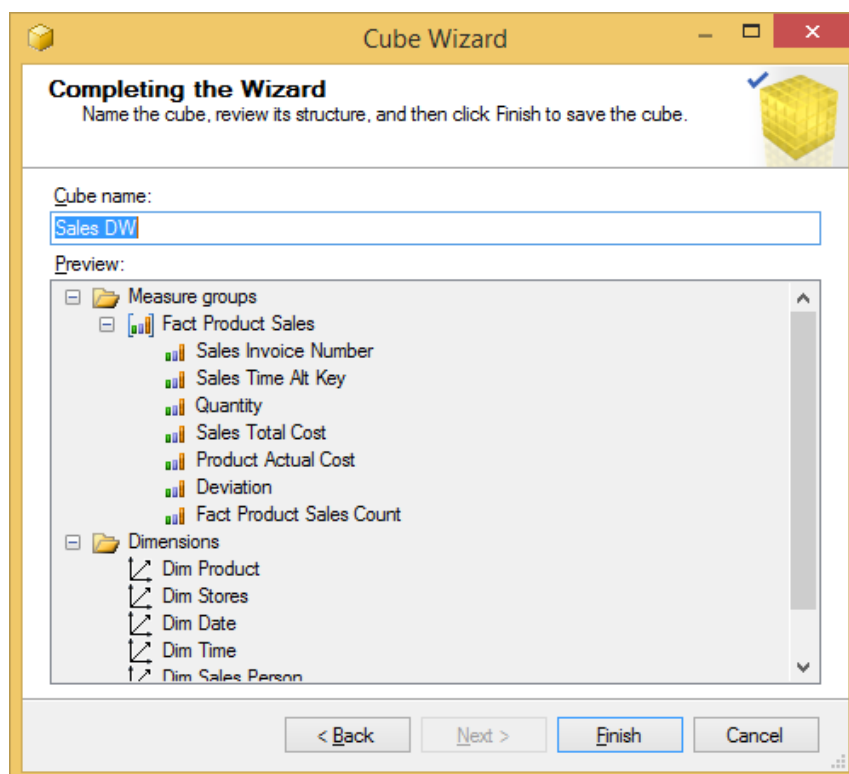 Cube Wizard
Completing the Wizard
Name the cube, review its structure, and then click Finish to save the cube.
Cube name:
Sales DW
Preview:
Measure groups
Fact Product Sales
Sales Invoice Number
Sales Time Alt Key
Quantity
Sales Total Cost
Product Actual Cost
Deviation
Fact Product Sales Count
Dimensions
Dim Product
Dim Stores
Dim Date
Dim Time
Dim Sales Person
< Back Next > Finish Cancel